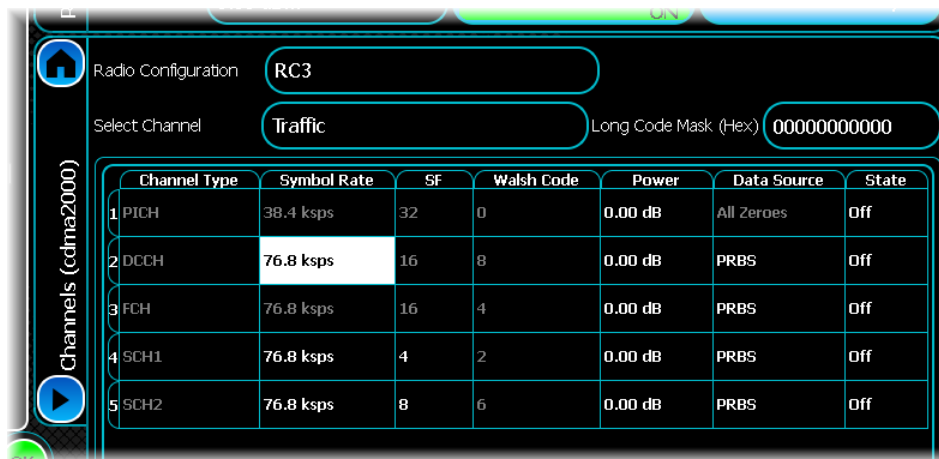 ON
Radio Configuration RC3
Select Channel Traffic Long Code Mask (Hex) 00000000000
Channels (cdma2000)
Channel Type Symbol Rate SF Walsh Code Power Data Source State
1 PICH 38.4 ksps 32 0 0.00 dB All Zeroes Off
2 DCCH 76.8 ksps 16 8 0.00 dB PRBS Off
3 FCH 76.8 ksps 16 4 0.00 dB PRBS Off
4 SCH1 76.8 ksps 4 2 0.00 dB PRBS Off
5 SCH2 76.8 ksps 8 6 0.00 dB PRBS Off